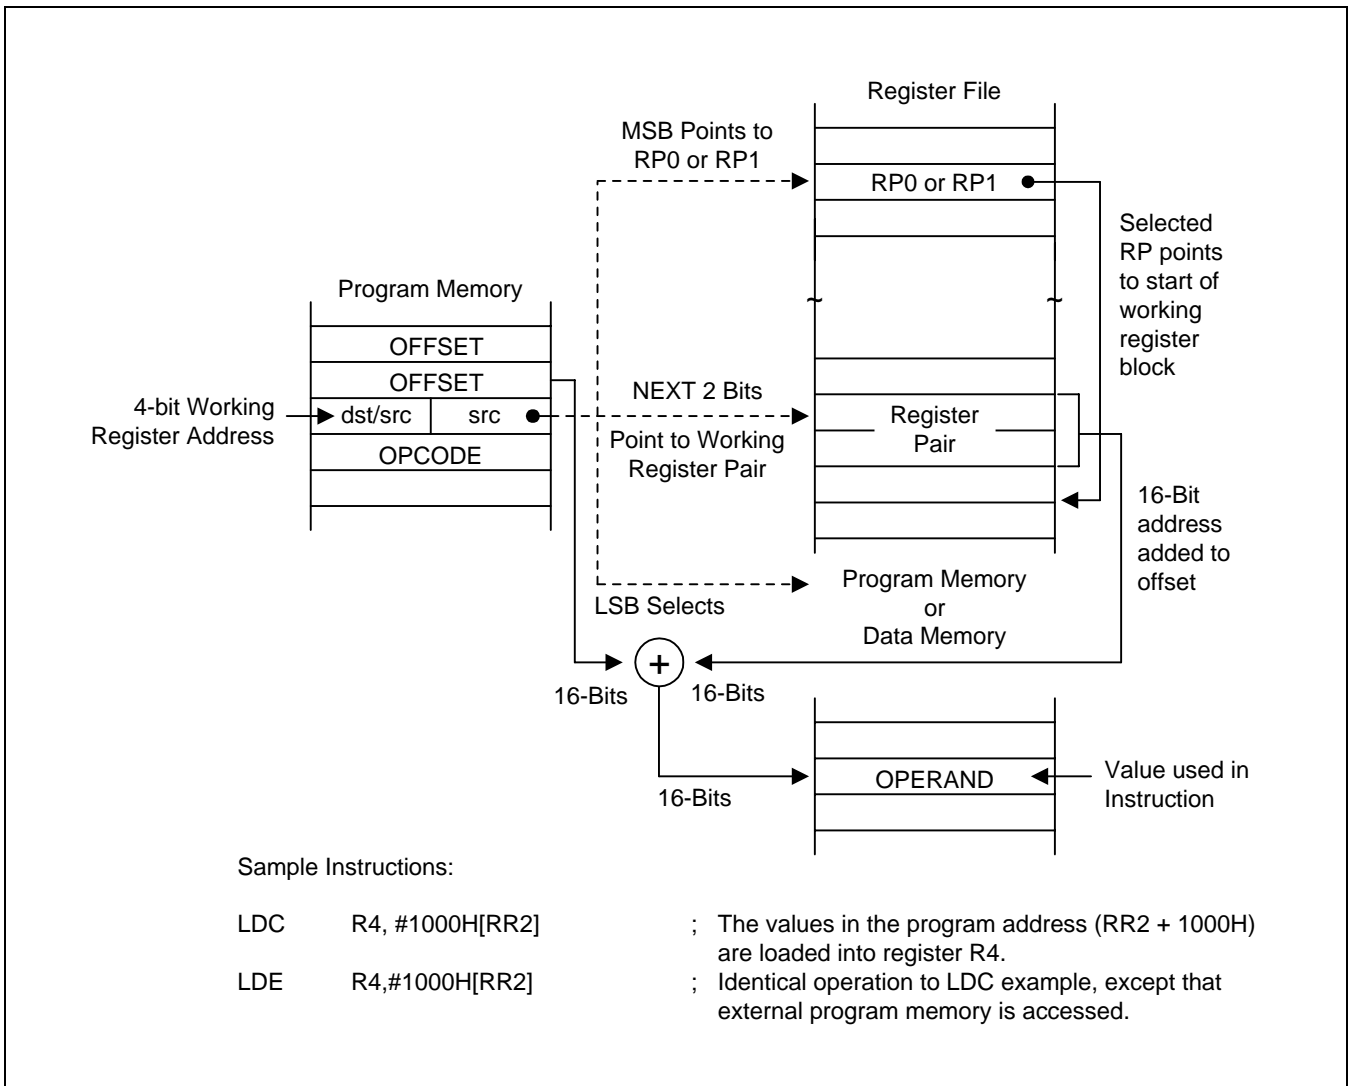 Register File
MSB Points to
RP0 or RP1
RP0 or RP1
Selected
RP points
to start of
working
register
block
Program Memory
OFFSET
OFFSET
4-bit Working
Register Address
dst/src
src
OPCODE
NEXT 2 Bits
Point to Working
Register Pair
Register
Pair
16-Bit
address
added to
offset
LSB Selects
Program Memory
or
Data Memory
+
16-Bits
16-Bits
16-Bits
OPERAND
Value used in
Instruction
Sample Instructions:
LDC R4, #1000H[RR2] ; The values in the program address (RR2 + 1000H)
are loaded into register R4.
LDE R4,#1000H[RR2] ; Identical operation to LDC example, except that
external program memory is accessed.